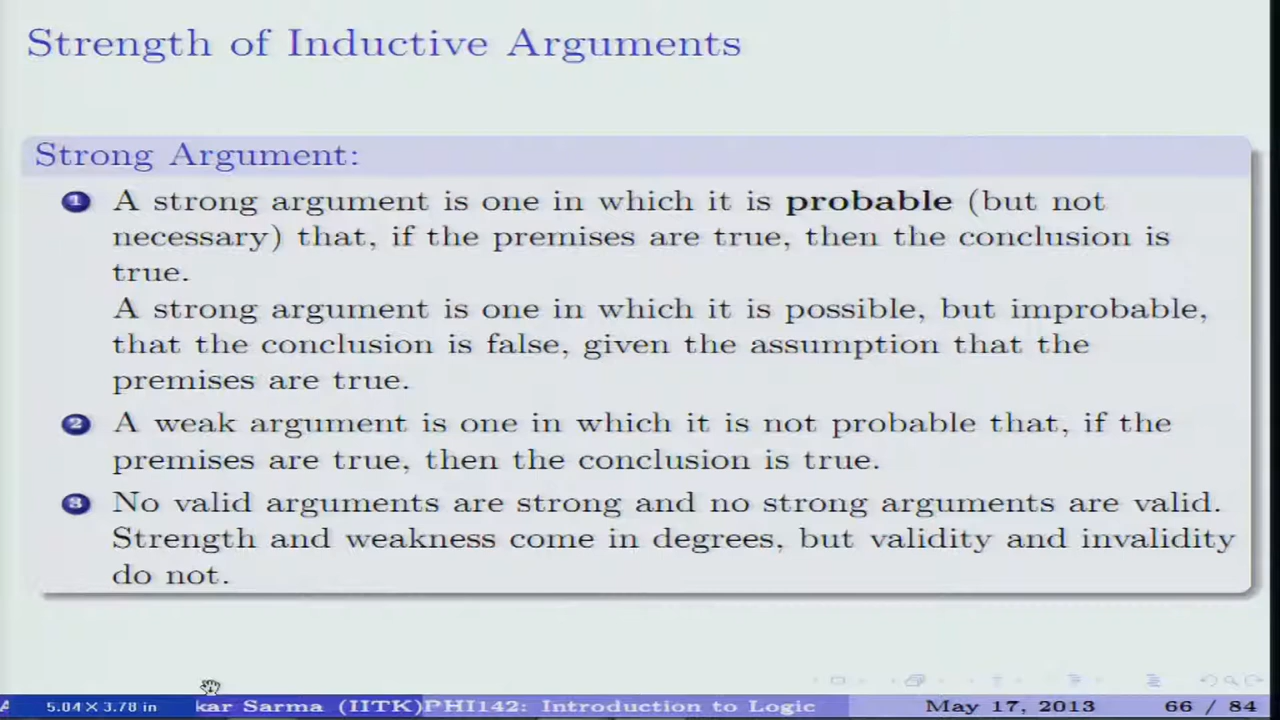 Strength of Inductive Arguments
Strong Argument:
1 A strong argument is one in which it is probable (but not
necessary) that, if the premises are true, then the conclusion is
true.
A strong argument is one in which it is possible, but improbable,
that the conclusion is false, given the assumption that the
premises are true.
2 A weak argument is one in which it is not probable that, if the
premises are true, then the conclusion is true.
3 No valid arguments are strong and no strong arguments are valid.
Strength and weakness come in degrees, but validity and invalidity
do not.
A 5.04 × 3.78 in kar Sarma (IITK) PHI142: Introduction to Logic May 17, 2013 66 / 84